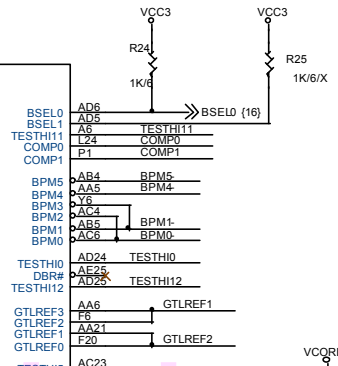 VCC3 VCC3
R24 R25
1K/6 1K/6/X
BSEL0 AD6 BSEL0 {16}
BSEL1 AD5
TESTHI11 A6 TESTHI11
COMP0 L24 COMP0
COMP1 P1 COMP1
BPM5 AB4 BPM5-
BPM4 AA5 BPM4-
BPM3 Y6
BPM2 AC4
BPM1 AB5 BPM1-
BPM0 AC6 BPM0-
TESTHI0 AD24 TESTHI0
DBR# AE25
TESTHI12 AD25 TESTHI12
GTLREF3 AA6 GTLREF1
GTLREF2 F6
GTLREF1 AA21
GTLREF0 F20 GTLREF2
AC23